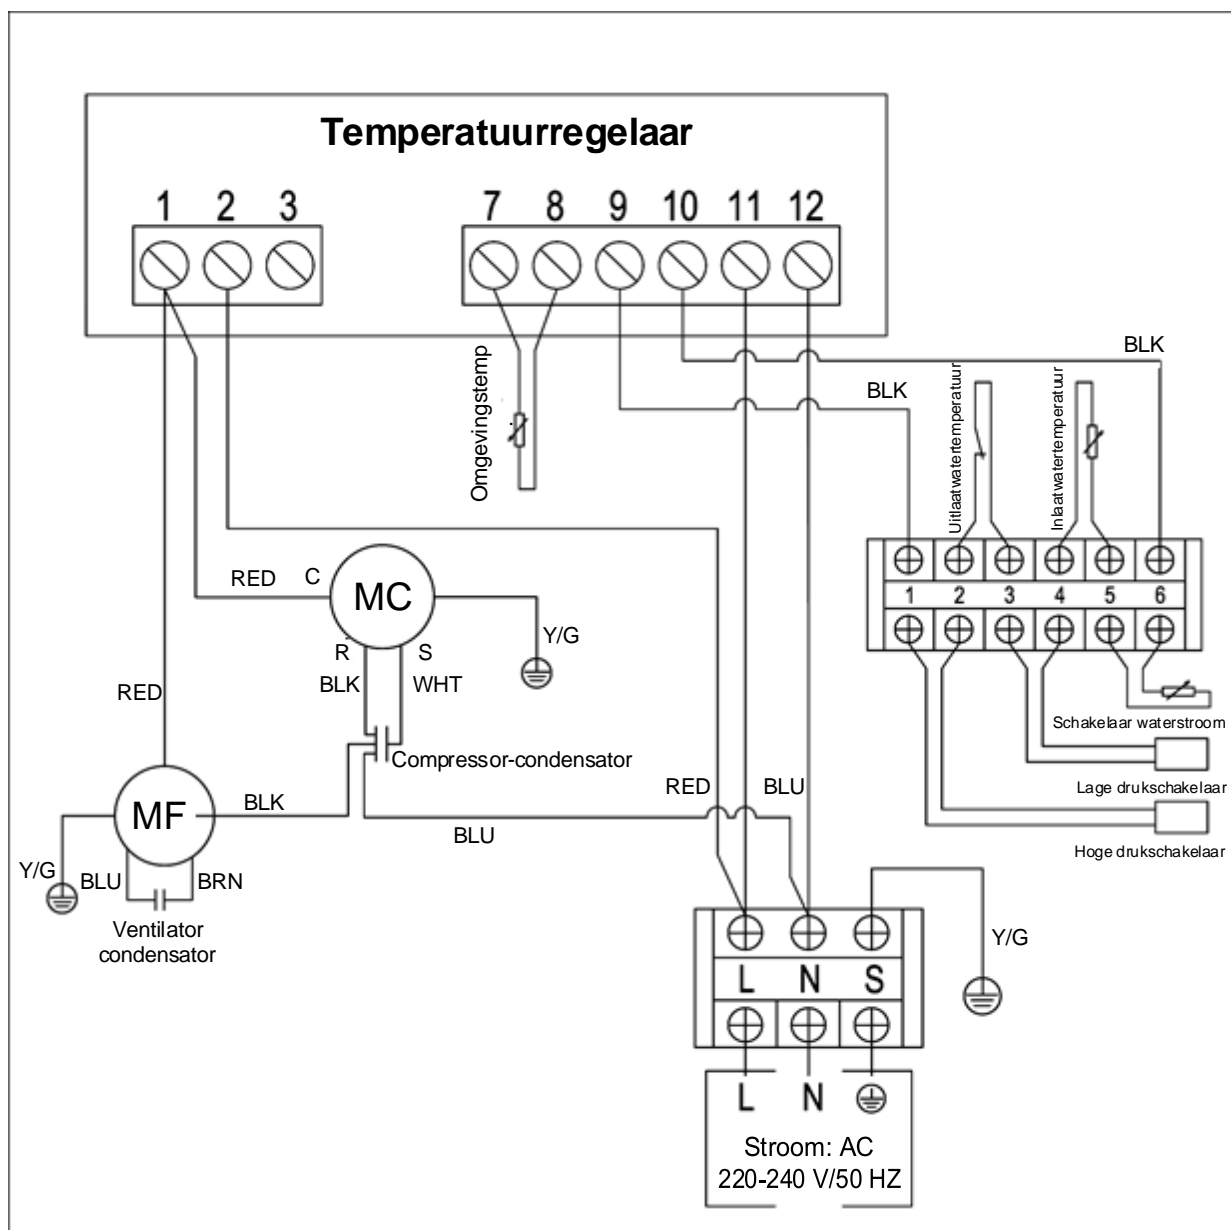 Temperatuurregelaar
1 2 3 7 8 9 10 11 12
Omgevingstemp
BLK
BLK
Uitlaatwatertemperatuur
Inlaatwatertemperatuur
RED
C
MC
R
S
BLK
WHT
Y/G
1 2 3 4 5 6
RED
Schakelaar waterstroom
Compressor-condensator
RED
BLU
Lage drukschakelaar
MF
BLK
BLU
Hoge drukschakelaar
Y/G
BLU
BRN
Ventilator
condensator
Y/G
L N S
L N
Stroom: AC
220-240 V/50 HZ